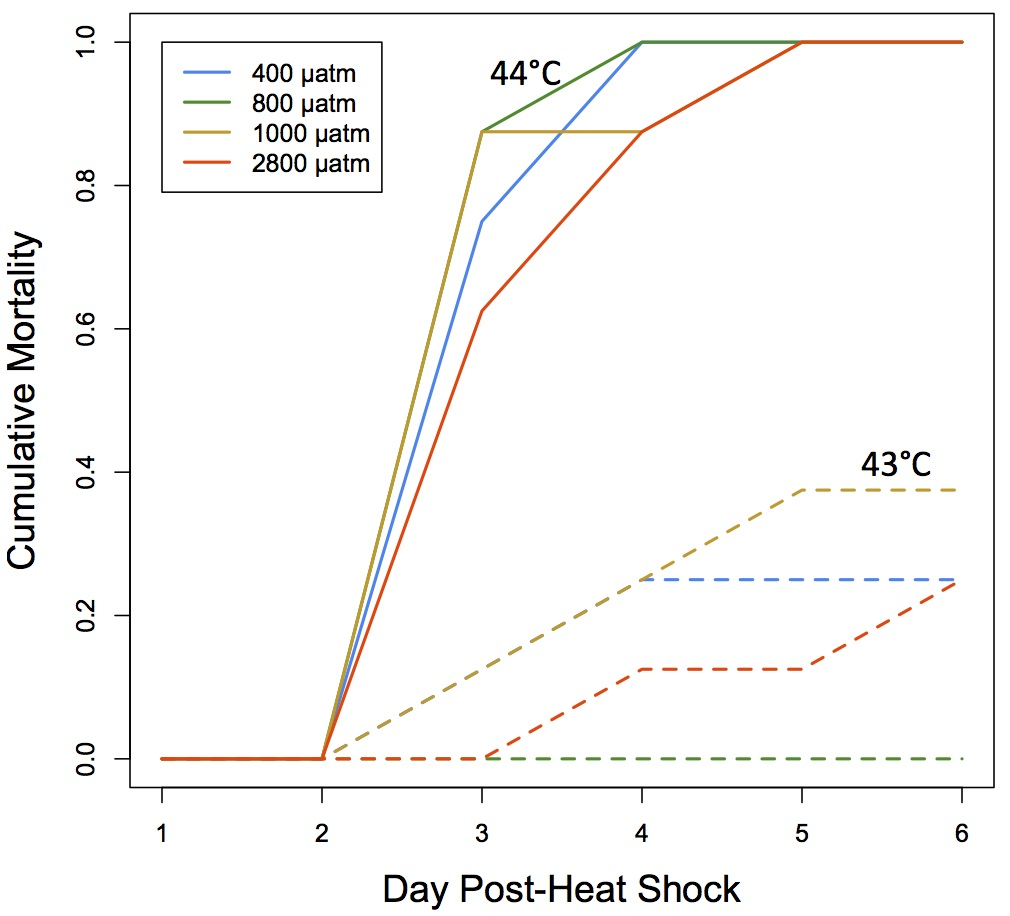 400 µatm
800 µatm
1000 µatm
2800 µatm
44°C
43°C
Cumulative Mortality
1.0
0.8
0.6
0.4
0.2
0.0
1 2 3 4 5 6
Day Post-Heat Shock